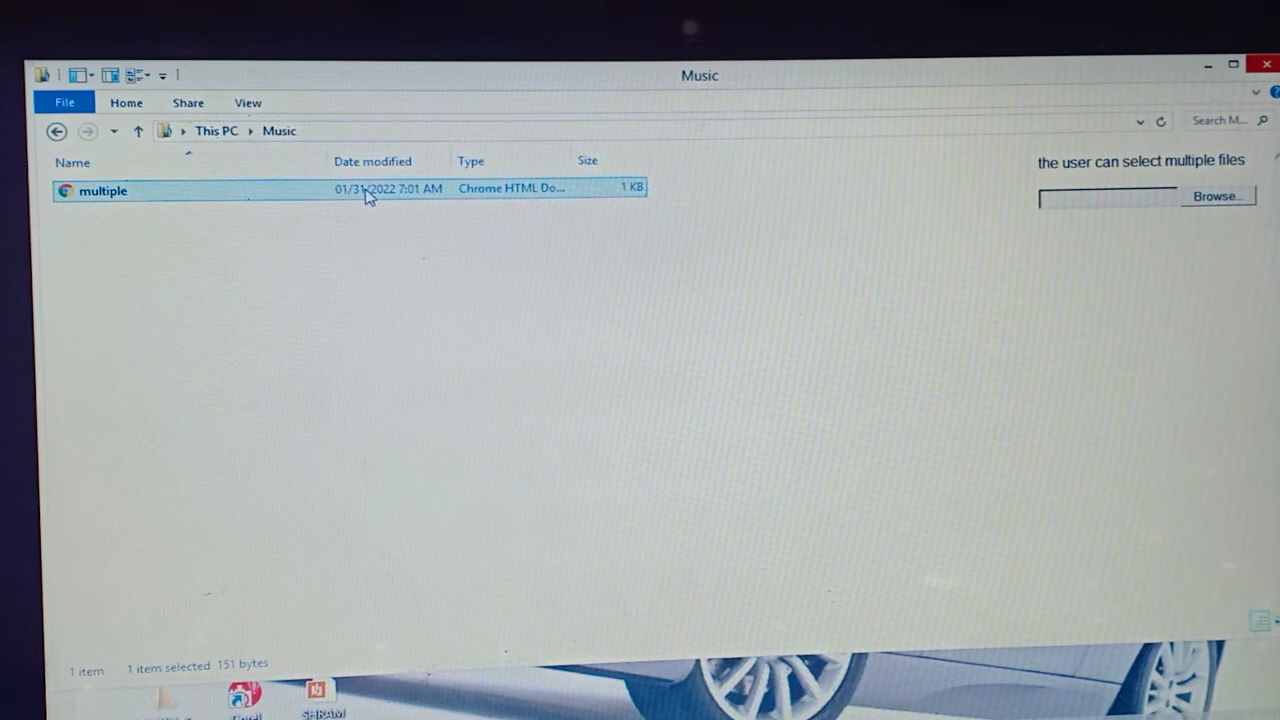 Music
File Home Share View
This PC Music
Search M...
Name Date modified Type Size
multiple 01/31/2022 7:01 AM Chrome HTML Do... 1 KB
the user can select multiple files
Browse...
1 item 1 item selected 151 bytes
SHRAM